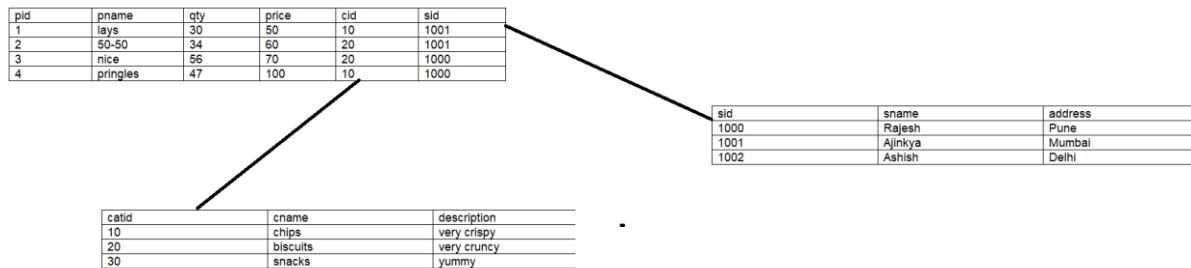 pid pname qty price cid sid
1 lays 30 50 10 1001
2 50-50 34 60 20 1001
3 nice 56 70 20 1000
4 pringles 47 100 10 1000
sid sname address
1000 Rajesh Pune
1001 Ajinkya Mumbai
1002 Ashish Delhi
catid cname description
10 chips very crispy
20 biscuits very cruncy
30 snacks yummy